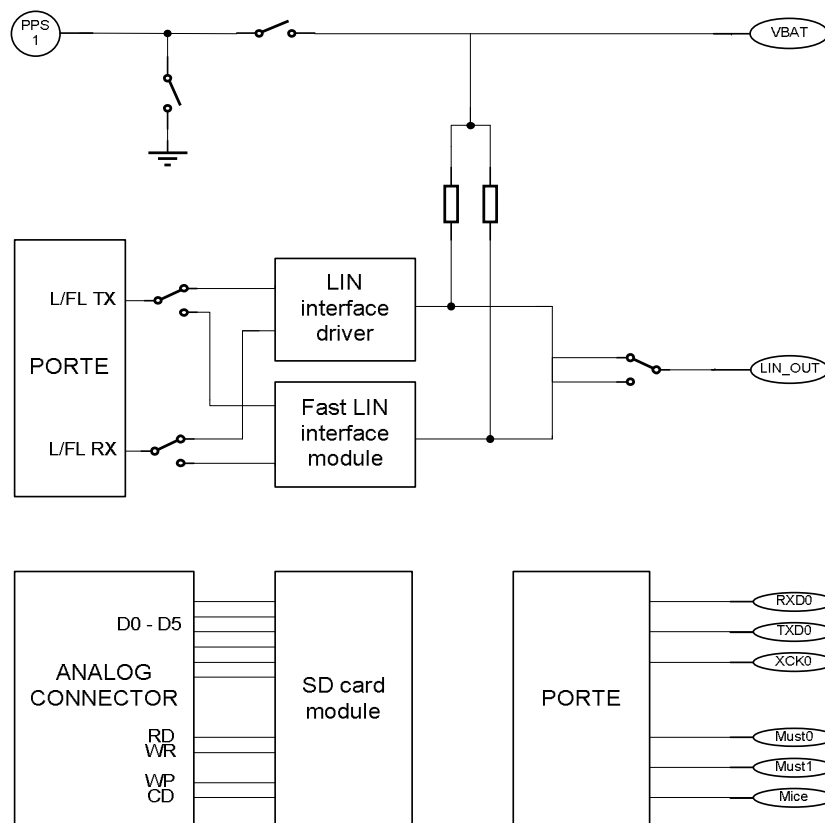 PPS
1
VBAT
L/FL TX
LIN
interface
driver
PORTE
LIN_OUT
Fast LIN
interface
module
L/FL RX
D0 - D5
ANALOG
CONNECTOR
RD
WR
WP
CD
SD card
module
PORTE
RXD0
TXD0
XCK0
Must0
Must1
Mice